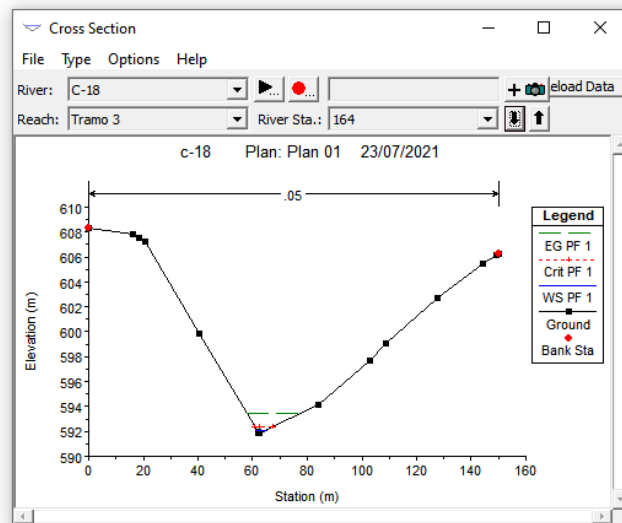 Cross Section
File Type Options Help
River: C-18 eload Data
Reach: Tramo 3 River Sta.: 164
c-18 Plan: Plan 01 23/07/2021
.05
610
608
606
604
602
600
598
596
594
592
590
Elevation (m)
0 20 40 60 80 100 120 140 160
Station (m)
Legend
EG PF 1
Crit PF 1
WS PF 1
Ground
Bank Sta